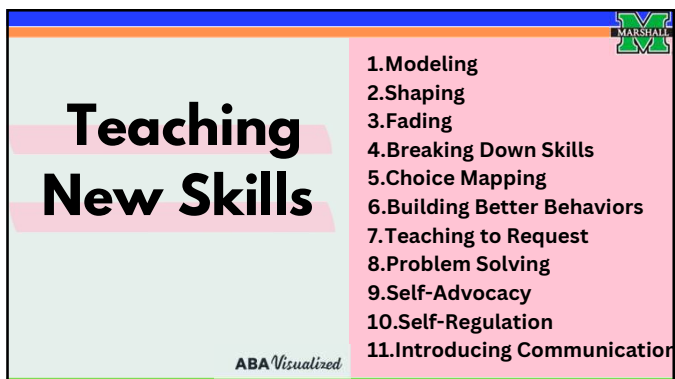 MARSHALL
Teaching
New Skills
1.Modeling
2.Shaping
3.Fading
4.Breaking Down Skills
5.Choice Mapping
6.Building Better Behaviors
7.Teaching to Request
8.Problem Solving
9.Self-Advocacy
10.Self-Regulation
11.Introducing Communication
ABA Visualized